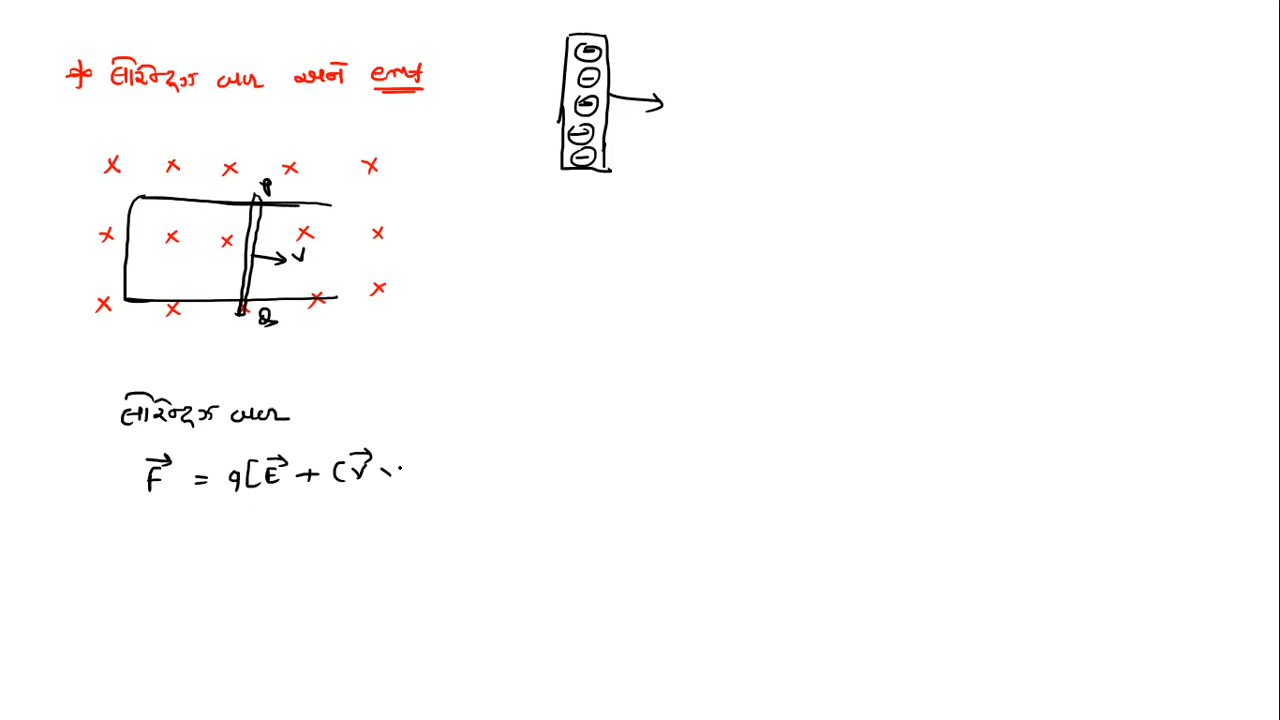 * લોરેન્ટ્ઝ બળ અને emf
P
V
Q
લોરેન્ટ્ઝ બળ
F⃗ = q[E⃗ + (V⃗